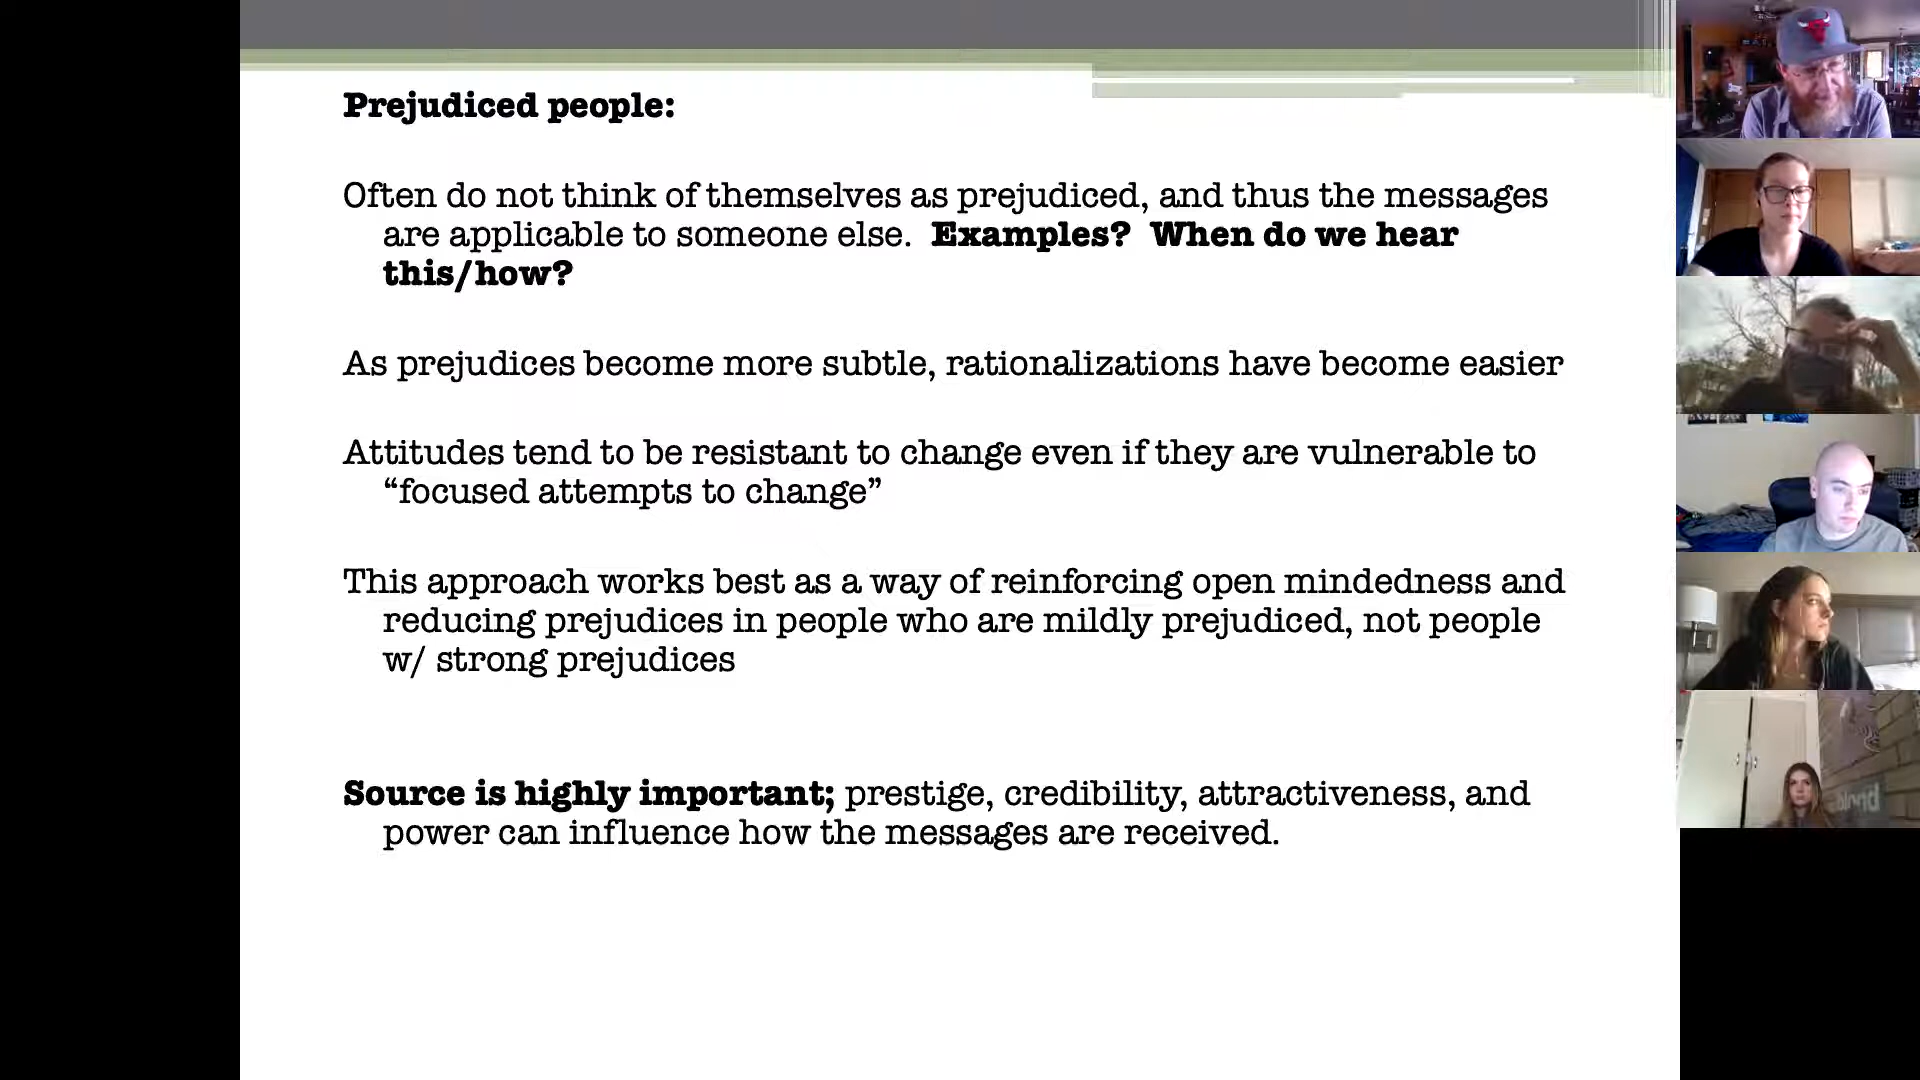 Prejudiced people:
Often do not think of themselves as prejudiced, and thus the messages
are applicable to someone else.  Examples?  When do we hear
this/how?
As prejudices become more subtle, rationalizations have become easier
Attitudes tend to be resistant to change even if they are vulnerable to
“focused attempts to change”
This approach works best as a way of reinforcing open mindedness and
reducing prejudices in people who are mildly prejudiced, not people
w/ strong prejudices
Source is highly important; prestige, credibility, attractiveness, and
power can influence how the messages are received.